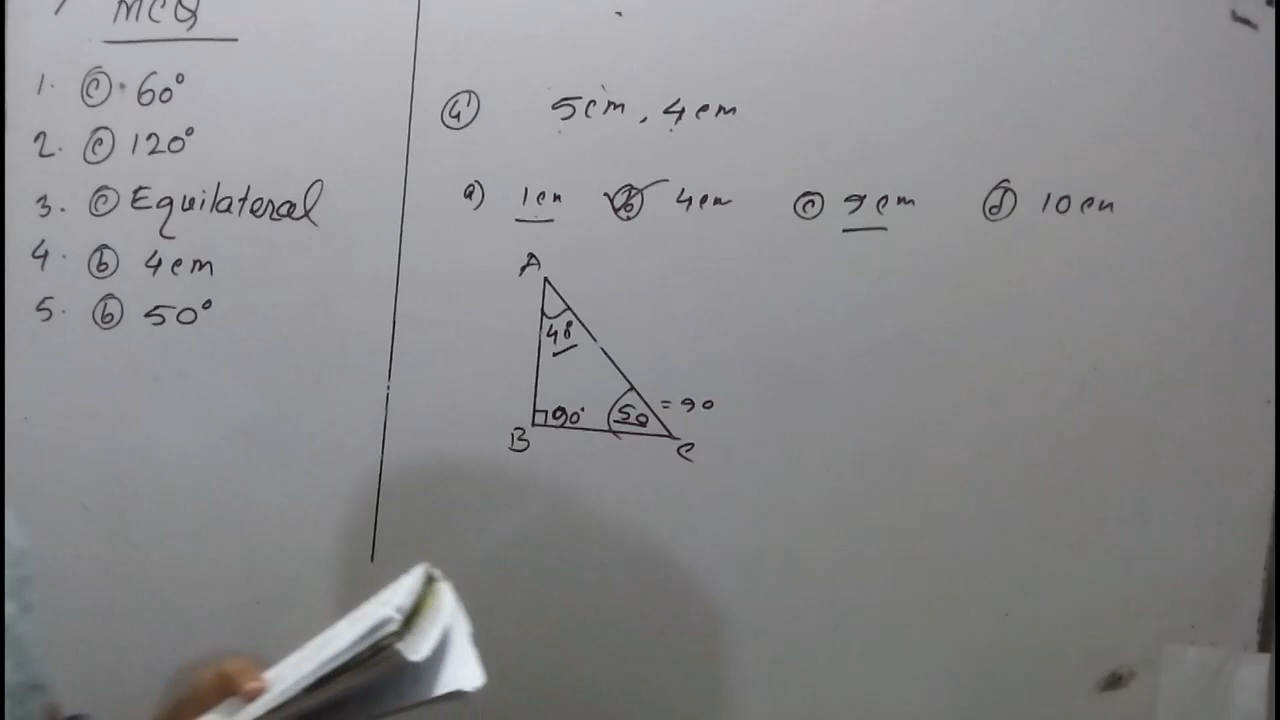 MCQ
1. (c) 60°
2. (c) 120°
3. (c) Equilateral
4. (b) 4cm
5. (b) 50°
(4) 5cm, 4cm
a) 1cm (b) 4cm (c) 9cm (d) 10cm
A
48
90° 50 = 90
B C